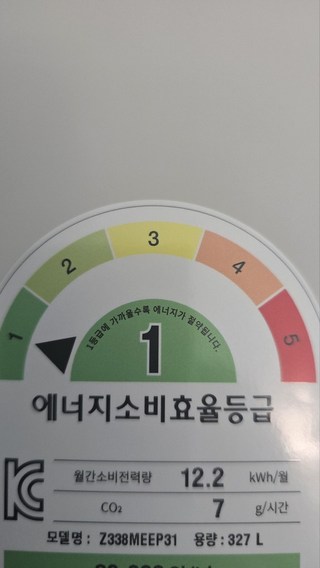 1 2 3 4 5
1등급에 가까울수록 에너지가 절약됩니다.
1
에너지소비효율등급
월간소비전력량 12.2 kWh/월
CO₂ 7 g/시간
모델명 : Z338MEEP31 용량 : 327 L